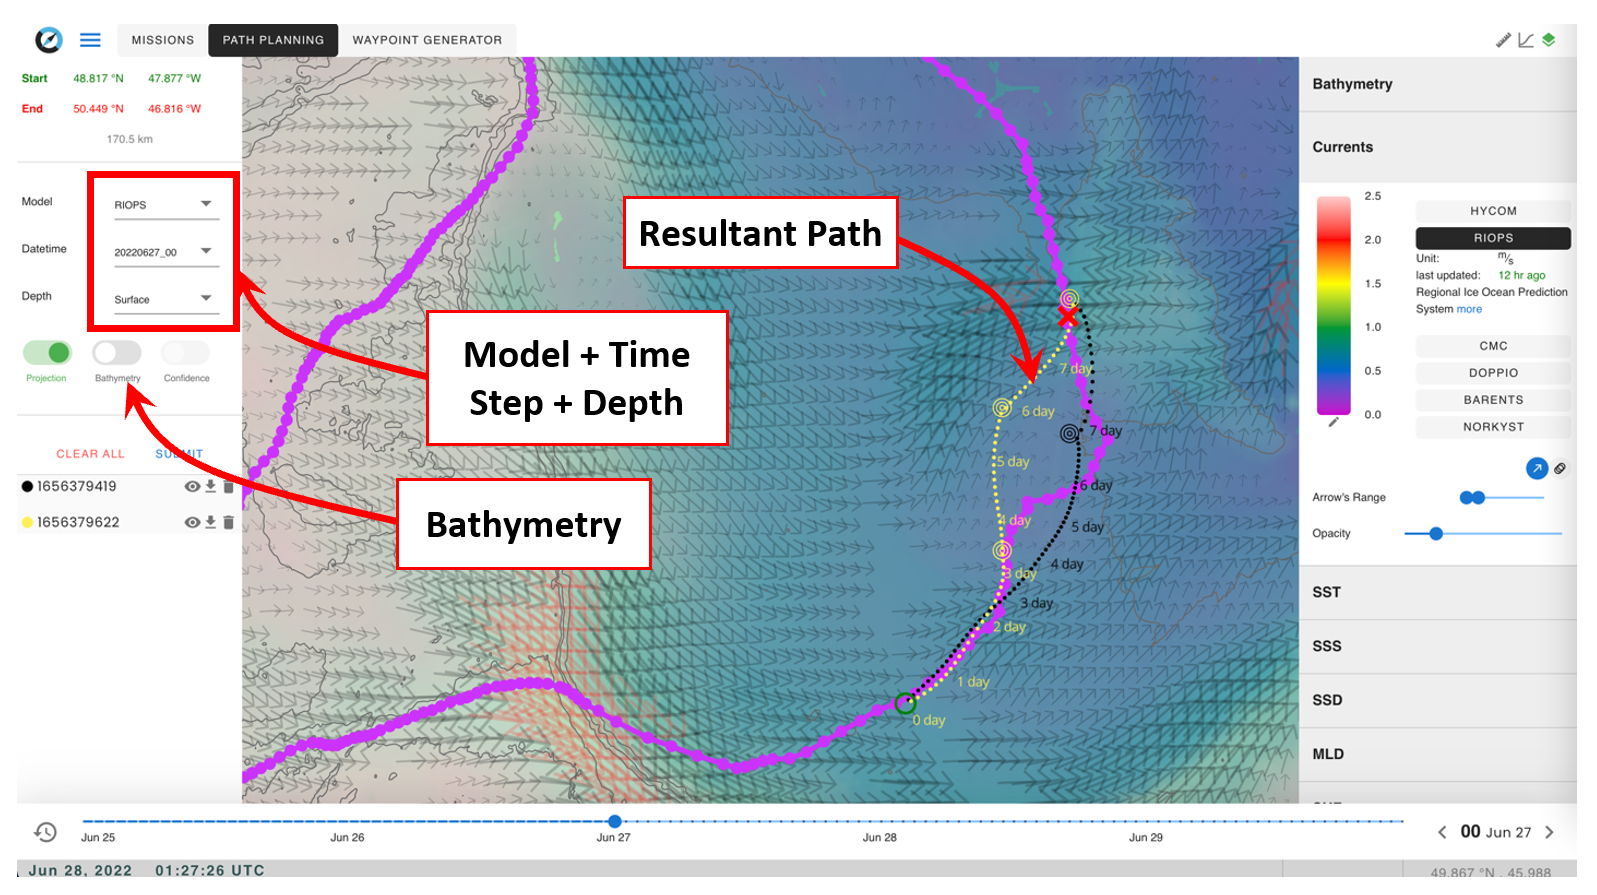 MISSIONS PATH PLANNING WAYPOINT GENERATOR
Start 48.817 °N 47.877 °W
End 50.449 °N 46.816 °W
170.5 km
Model RIOPS
Datetime 20220627_00
Depth Surface
Projection Bathymetry Confidence
CLEAR ALL SUBMIT
1656379419
1656379622
Resultant Path
Model + Time
Step + Depth
Bathymetry
7 day
6 day
7 day
5 day
6 day
4 day
5 day
3 day
4 day
3 day
2 day
1 day
0 day
Bathymetry
Currents
2.5
2.0
1.5
1.0
0.5
0.0
HYCOM
RIOPS
Unit: m/s
last updated: 12 hr ago
Regional Ice Ocean Prediction
System more
CMC
DOPPIO
BARENTS
NORKYST
Arrow's Range
Opacity
SST
SSS
SSD
MLD
Jun 25 Jun 26 Jun 27 Jun 28 Jun 29
00 Jun 27
Jun 28, 2022 01:27:26 UTC
49.867 °N , 45.988